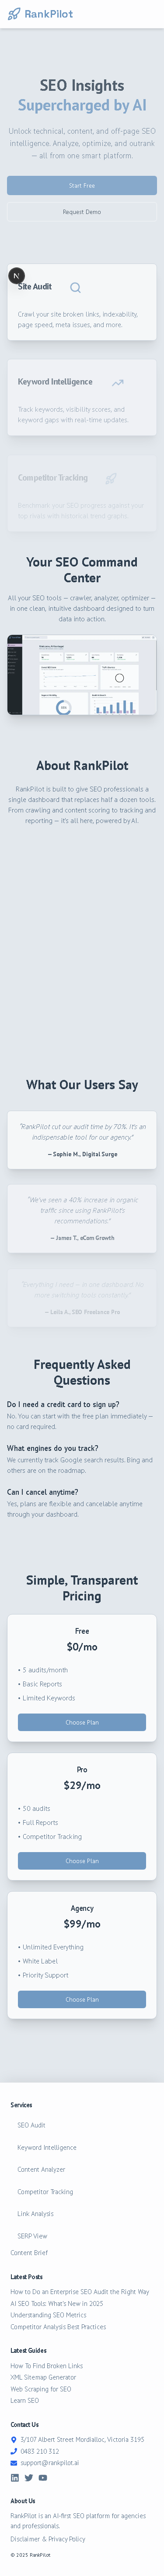 RankPilot
SEO Insights
Supercharged by AI
Unlock technical, content, and off-page SEO
intelligence. Analyze, optimize, and outrank
— all from one smart platform.
Start Free
Request Demo
N
Site Audit
Crawl your site broken links, indexability,
page speed, meta issues, and more.
Keyword Intelligence
Track keywords, visibility scores, and
keyword gaps with real-time updates.
Competitor Tracking
Benchmark your SEO progress against your
Your SEO Command
Center
All your SEO tools — crawler, analyzer, optimizer —
in one clean, intuitive dashboard designed to turn
data into action.
About RankPilot
RankPilot is built to give SEO professionals a
single dashboard that replaces half a dozen tools.
From crawling and content scoring to tracking and
reporting — it's all here, powered by AI.
What Our Users Say
"RankPilot cut our audit time by 70%. It's an
indispensable tool for our agency."
— Sophie M., Digital Surge
"We've seen a 40% increase in organic
traffic since using RankPilot's
recommendations."
— James T., eCom Growth
"Everything I need — in one dashboard. No
more switching tools constantly."
— Leila A., SEO Freelance Pro
Frequently Asked
Questions
Do I need a credit card to sign up?
No. You can start with the free plan immediately —
no card required.
What engines do you track?
We currently track Google search results. Bing and
others are on the roadmap.
Can I cancel anytime?
Yes, plans are flexible and cancelable anytime
through your dashboard.
Simple, Transparent
Pricing
Free
$0/mo
• 5 audits/month
• Basic Reports
• Limited Keywords
Choose Plan
Pro
$29/mo
• 50 audits
• Full Reports
• Competitor Tracking
Choose Plan
Agency
$99/mo
• Unlimited Everything
• White Label
• Priority Support
Choose Plan
Services
SEO Audit
Keyword Intelligence
Content Analyzer
Competitor Tracking
Link Analysis
SERP View
Content Brief
Latest Posts
How to Do an Enterprise SEO Audit the Right Way
AI SEO Tools: What's New in 2025
Understanding SEO Metrics
Competitor Analysis Best Practices
Latest Guides
How To Find Broken Links
XML Sitemap Generator
Web Scraping for SEO
Learn SEO
Contact Us
3/107 Albert Street Mordialloc, Victoria 3195
0483 210 312
support@rankpilot.ai
About Us
RankPilot is an AI-first SEO platform for agencies
and professionals.
Disclaimer & Privacy Policy
© 2025 RankPilot.